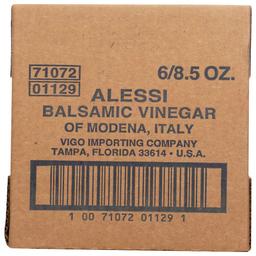 71072
01129
6/8.5 OZ.
ALESSI
BALSAMIC VINEGAR
OF MODENA, ITALY
VIGO IMPORTING COMPANY
TAMPA, FLORIDA 33614 • U.S.A.
1 00 71072 01129 1